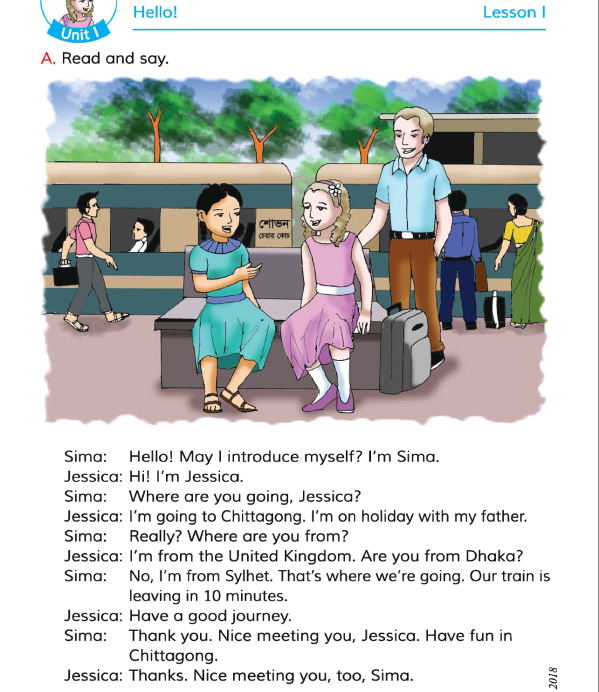 Hello!
Lesson 1
Unit 1
A. Read and say.
শোভন
চেয়ার কোচ
Sima: Hello! May I introduce myself? I'm Sima.
Jessica: Hi! I'm Jessica.
Sima: Where are you going, Jessica?
Jessica: I'm going to Chittagong. I'm on holiday with my father.
Sima: Really? Where are you from?
Jessica: I'm from the United Kingdom. Are you from Dhaka?
Sima: No, I'm from Sylhet. That's where we're going. Our train is
leaving in 10 minutes.
Jessica: Have a good journey.
Sima: Thank you. Nice meeting you, Jessica. Have fun in
Chittagong.
Jessica: Thanks. Nice meeting you, too, Sima.
2018